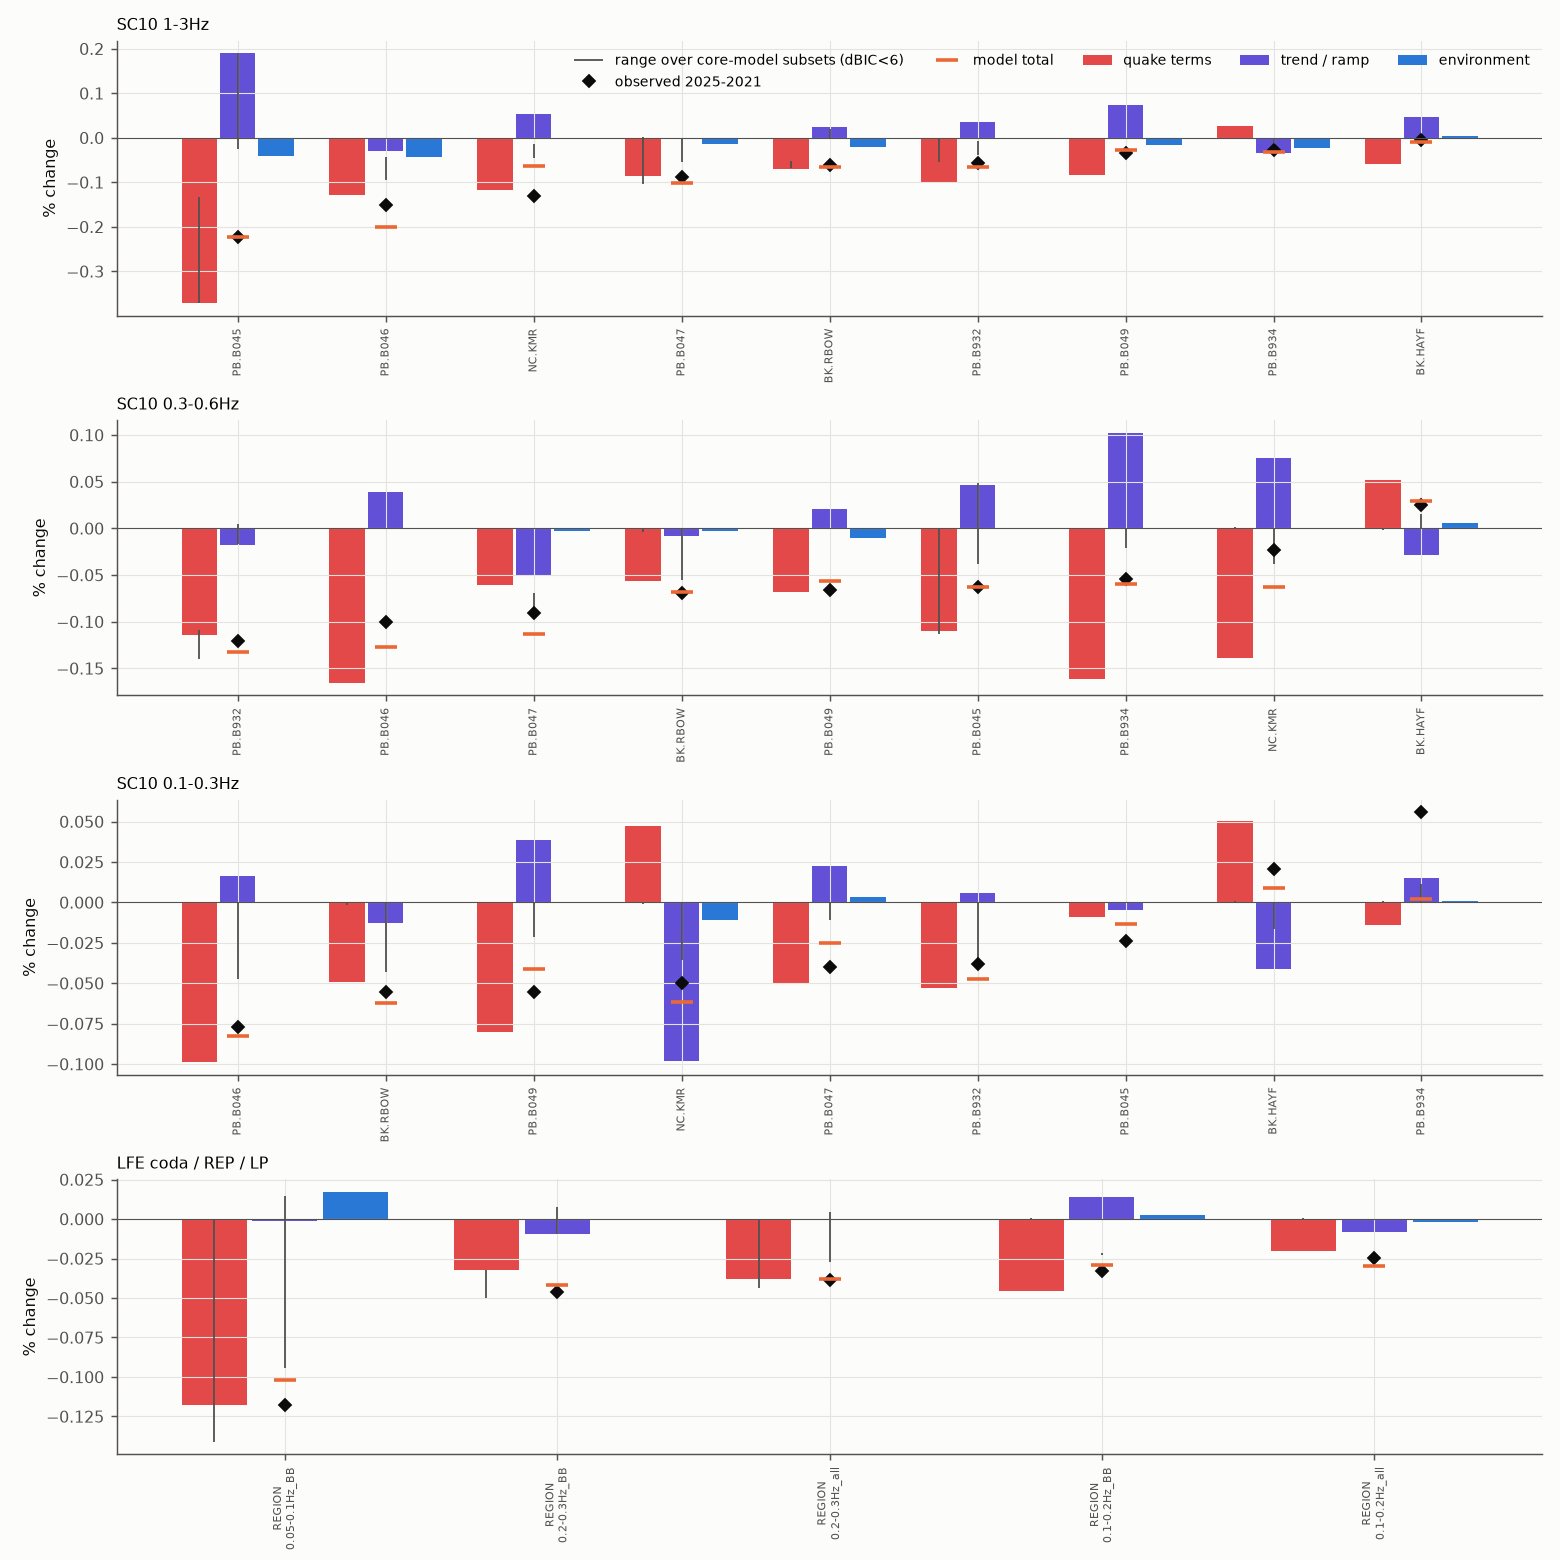 SC10 1-3Hz
range over core-model subsets (dBIC<6)
observed 2025-2021
model total
quake terms
trend / ramp
environment
% change
0.2
0.1
0.0
−0.1
−0.2
−0.3
PB.B045
PB.B046
NC.KMR
PB.B047
BK.RBOW
PB.B932
PB.B049
PB.B934
BK.HAYF
SC10 0.3-0.6Hz
% change
0.10
0.05
0.00
−0.05
−0.10
−0.15
PB.B932
PB.B046
PB.B047
BK.RBOW
PB.B049
PB.B045
PB.B934
NC.KMR
BK.HAYF
SC10 0.1-0.3Hz
% change
0.050
0.025
0.000
−0.025
−0.050
−0.075
−0.100
PB.B046
BK.RBOW
PB.B049
NC.KMR
PB.B047
PB.B932
PB.B045
BK.HAYF
PB.B934
LFE coda / REP / LP
% change
0.025
0.000
−0.025
−0.050
−0.075
−0.100
−0.125
REGION
0.05-0.1Hz_BB
REGION
0.2-0.3Hz_BB
REGION
0.2-0.3Hz_all
REGION
0.1-0.2Hz_BB
REGION
0.1-0.2Hz_all